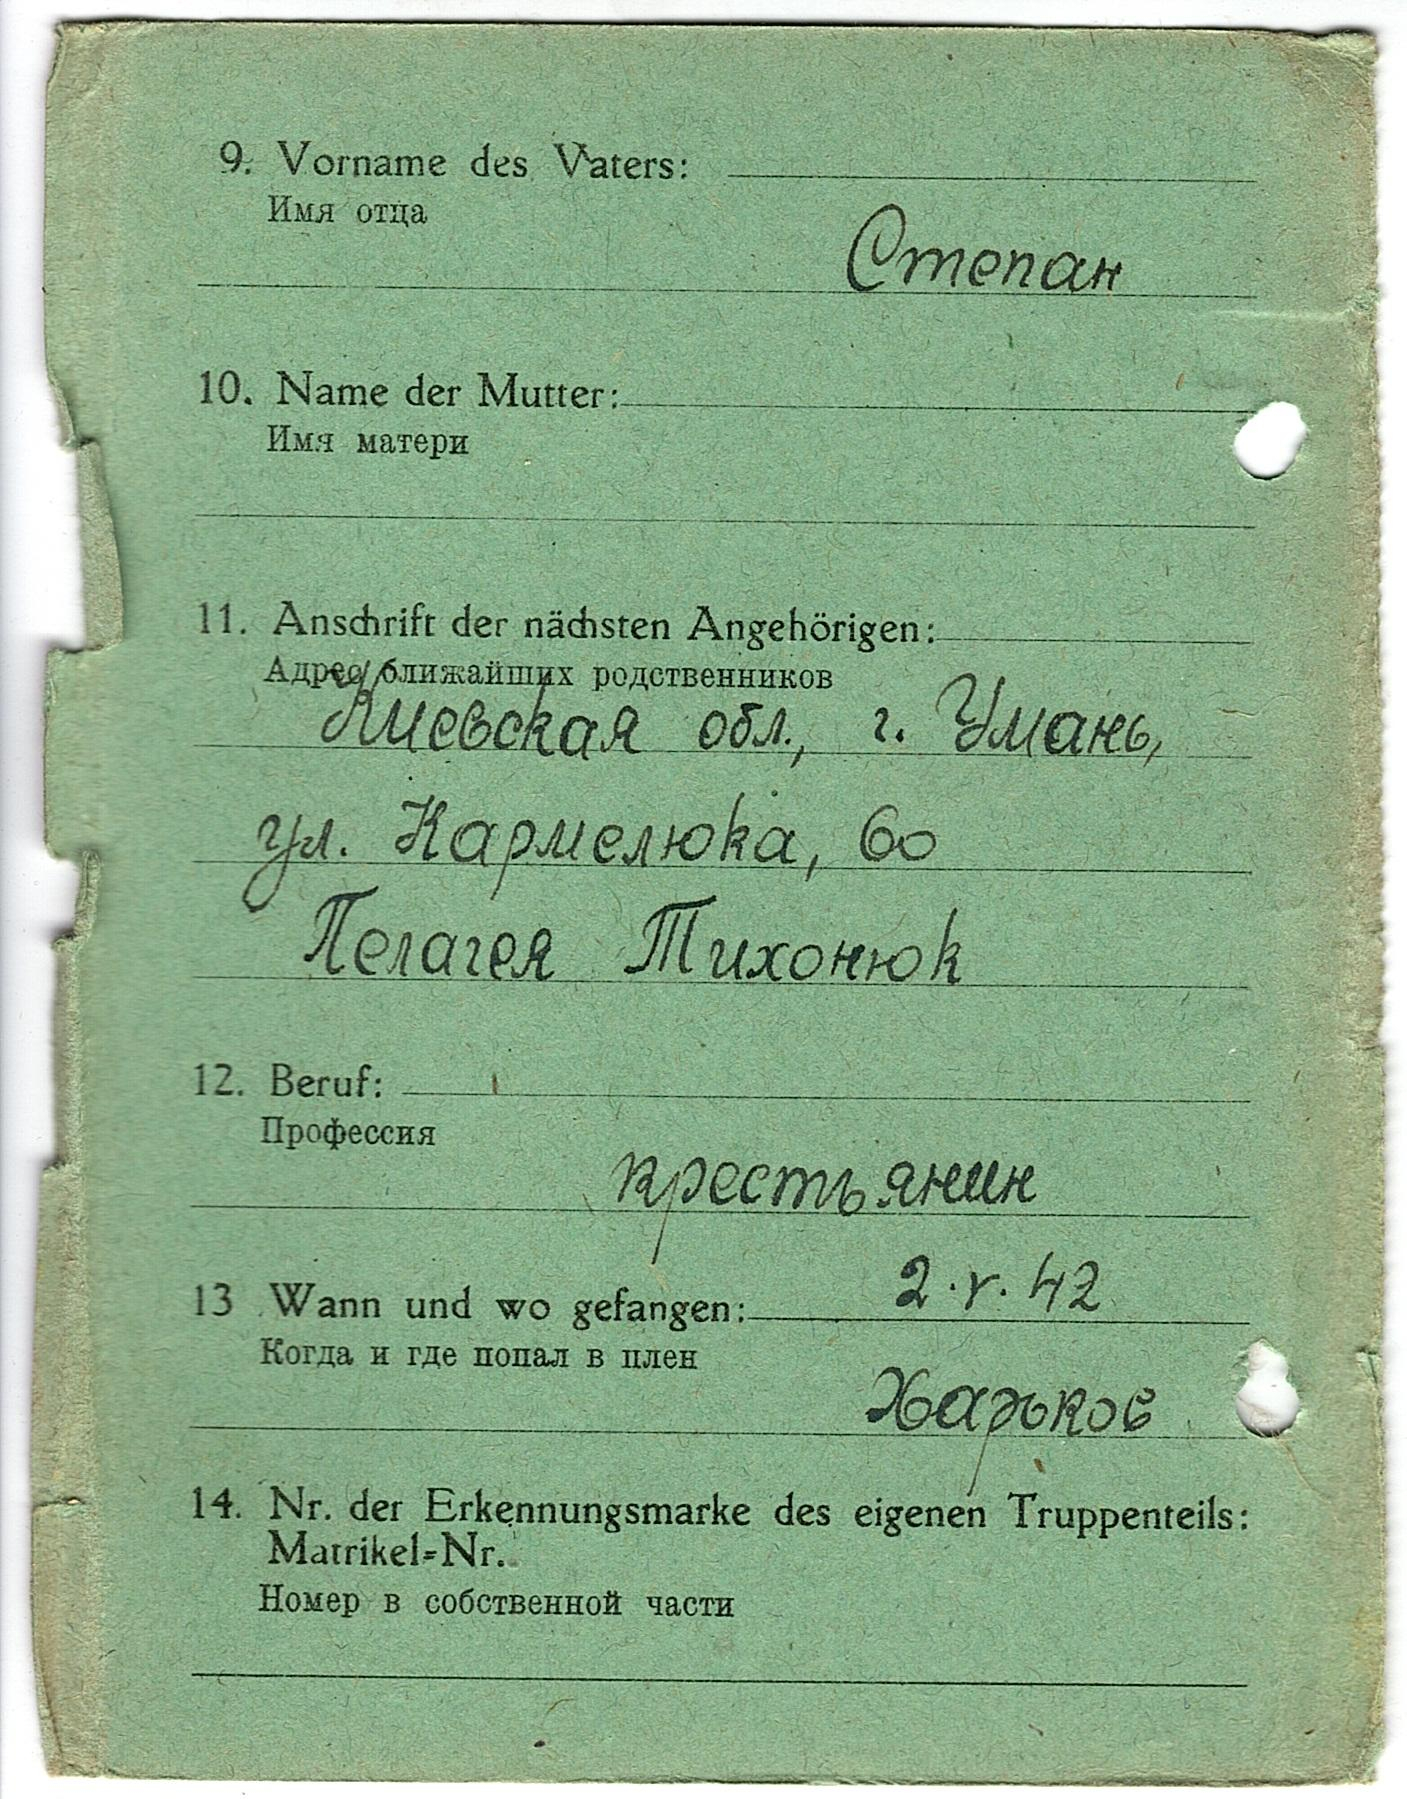 9. Vorname des Vaters:
Имя отца
Степан
10. Name der Mutter:
Имя матери
11. Anschrift der nächsten Angehörigen:
Адрес ближайших родственников
Киевская обл., г. Умань,
ул. Кармелюка, 60
Пелагея Тихонюк
12. Beruf:
Профессия
крестьянин
13 Wann und wo gefangen: 2.V.42
Когда и где попал в плен
Харьков
14. Nr. der Erkennungsmarke des eigenen Truppenteils:
Matrikel=Nr.
Номер в собственной части